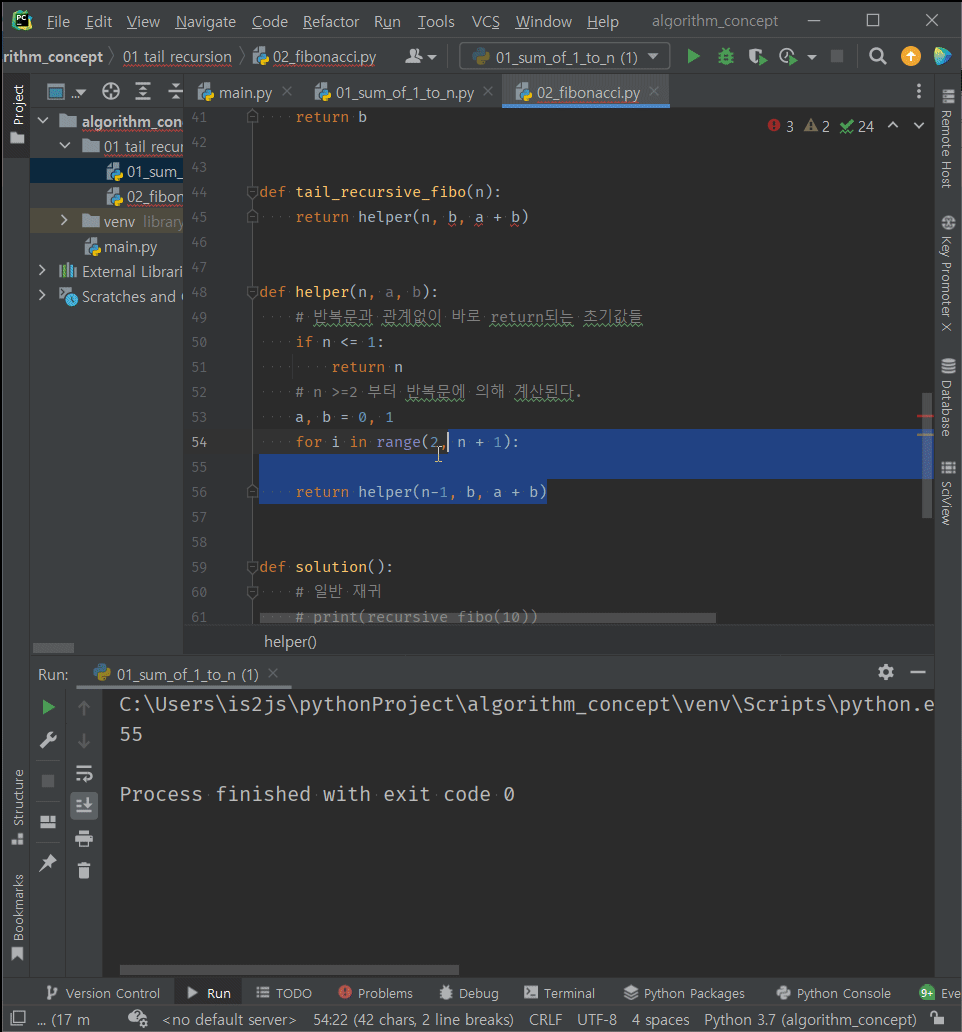 PC File Edit View Navigate Code Refactor Run Tools VCS Window Help algorithm_concept
rithm_concept 01 tail recursion 02_fibonacci.py 01_sum_of_1_to_n (1)
Project
main.py 01_sum_of_1_to_n.py 02_fibonacci.py
algorithm_con
01 tail recur
01_sum_
02_fibon
venv library
main.py
External Librari
Scratches and
3 2 24
41 return b
42
43
44 def tail_recursive_fibo(n):
45 return helper(n, b, a + b)
46
47
48 def helper(n, a, b):
49 # 반복문과 관계없이 바로 return되는 초기값들
50 if n <= 1:
51 return n
52 # n >=2 부터 반복문에 의해 계산된다.
53 a, b = 0, 1
54 for i in range(2, n + 1):
55
56 return helper(n-1, b, a + b)
57
58
59 def solution():
60 # 일반 재귀
61 # print(recursive_fibo(10))
helper()
Remote Host
Key Promoter X
Database
SciView
Run: 01_sum_of_1_to_n (1)
C:\Users\is2js\pythonProject\algorithm_concept\venv\Scripts\python.e
55
Process finished with exit code 0
Structure
Bookmarks
Version Control Run TODO Problems Debug Terminal Python Packages Python Console 9+ Eve
... (17 m <no default server> 54:22 (42 chars, 2 line breaks) CRLF UTF-8 4 spaces Python 3.7 (algorithm_concept)